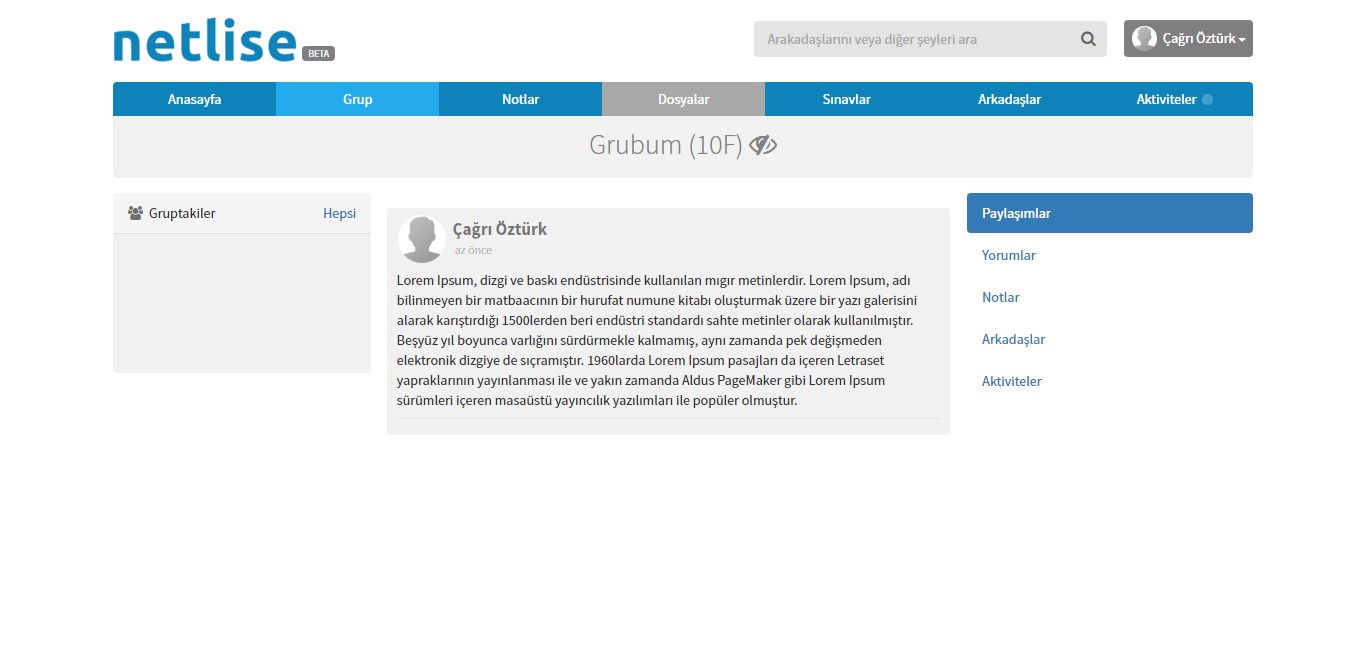 netlise BETA
Arakadaşlarını veya diğer şeyleri ara
Çağrı Öztürk
Anasayfa Grup Notlar Dosyalar Sınavlar Arkadaşlar Aktiviteler
Grubum (10F)
Gruptakiler Hepsi
Çağrı Öztürk
az önce
Lorem Ipsum, dizgi ve baskı endüstrisinde kullanılan mıgır metinlerdir. Lorem Ipsum, adı
bilinmeyen bir matbaacının bir hurufat numune kitabı oluşturmak üzere bir yazı galerisini
alarak karıştırdığı 1500lerden beri endüstri standardı sahte metinler olarak kullanılmıştır.
Beşyüz yıl boyunca varlığını sürdürmekle kalmamış, aynı zamanda pek değişmeden
elektronik dizgiye de sıçramıştır. 1960larda Lorem Ipsum pasajları da içeren Letraset
yapraklarının yayınlanması ile ve yakın zamanda Aldus PageMaker gibi Lorem Ipsum
sürümleri içeren masaüstü yayıncılık yazılımları ile popüler olmuştur.
Paylaşımlar
Yorumlar
Notlar
Arkadaşlar
Aktiviteler